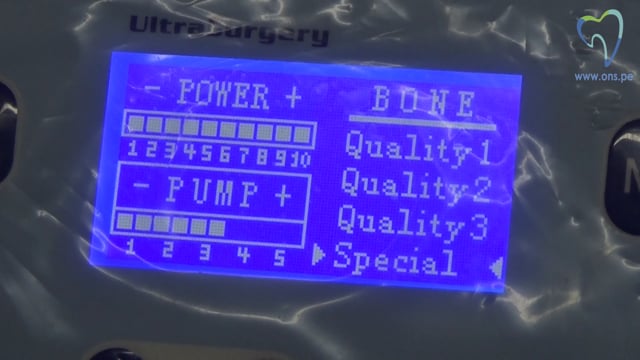 Ultrasurgery
www.ons.pe
- POWER +
1 2 3 4 5 6 7 8 9 10
- PUMP +
1 2 3 4 5
BONE
Quality 1
Quality 2
Quality 3
Special